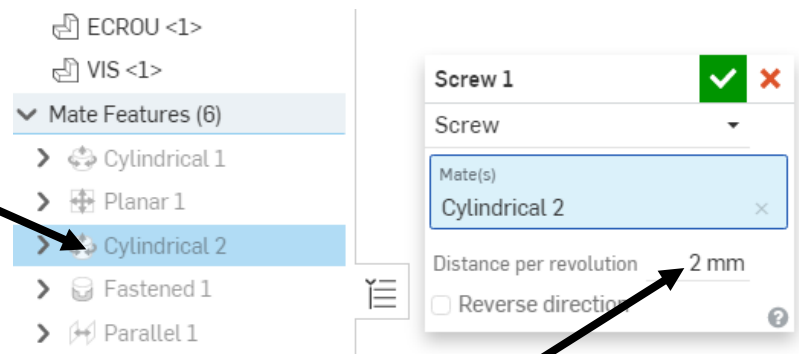 ECROU <1>
VIS <1>
Mate Features (6)
Cylindrical 1
Planar 1
Cylindrical 2
Fastened 1
Parallel 1
Screw 1
Screw
Mate(s)
Cylindrical 2
Distance per revolution 2 mm
Reverse direction